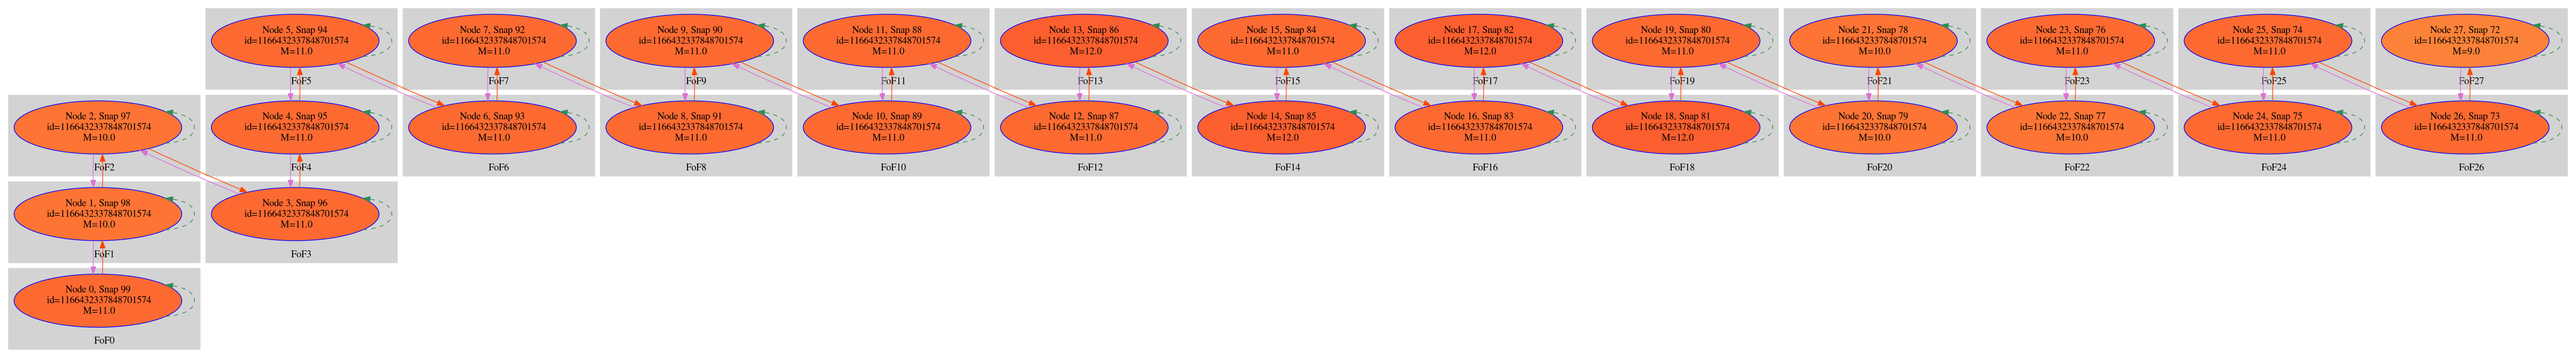 Node 5, Snap 94
id=1166432337848701574
M=11.0
FoF5
Node 7, Snap 92
id=1166432337848701574
M=11.0
FoF7
Node 9, Snap 90
id=1166432337848701574
M=11.0
FoF9
Node 11, Snap 88
id=1166432337848701574
M=11.0
FoF11
Node 13, Snap 86
id=1166432337848701574
M=12.0
FoF13
Node 15, Snap 84
id=1166432337848701574
M=11.0
FoF15
Node 17, Snap 82
id=1166432337848701574
M=12.0
FoF17
Node 19, Snap 80
id=1166432337848701574
M=11.0
FoF19
Node 21, Snap 78
id=1166432337848701574
M=10.0
FoF21
Node 23, Snap 76
id=1166432337848701574
M=11.0
FoF23
Node 25, Snap 74
id=1166432337848701574
M=11.0
FoF25
Node 27, Snap 72
id=1166432337848701574
M=9.0
FoF27
Node 2, Snap 97
id=1166432337848701574
M=10.0
FoF2
Node 4, Snap 95
id=1166432337848701574
M=11.0
FoF4
Node 6, Snap 93
id=1166432337848701574
M=11.0
FoF6
Node 8, Snap 91
id=1166432337848701574
M=11.0
FoF8
Node 10, Snap 89
id=1166432337848701574
M=11.0
FoF10
Node 12, Snap 87
id=1166432337848701574
M=11.0
FoF12
Node 14, Snap 85
id=1166432337848701574
M=12.0
FoF14
Node 16, Snap 83
id=1166432337848701574
M=11.0
FoF16
Node 18, Snap 81
id=1166432337848701574
M=12.0
FoF18
Node 20, Snap 79
id=1166432337848701574
M=10.0
FoF20
Node 22, Snap 77
id=1166432337848701574
M=10.0
FoF22
Node 24, Snap 75
id=1166432337848701574
M=11.0
FoF24
Node 26, Snap 73
id=1166432337848701574
M=11.0
FoF26
Node 1, Snap 98
id=1166432337848701574
M=10.0
FoF1
Node 3, Snap 96
id=1166432337848701574
M=11.0
FoF3
Node 0, Snap 99
id=1166432337848701574
M=11.0
FoF0